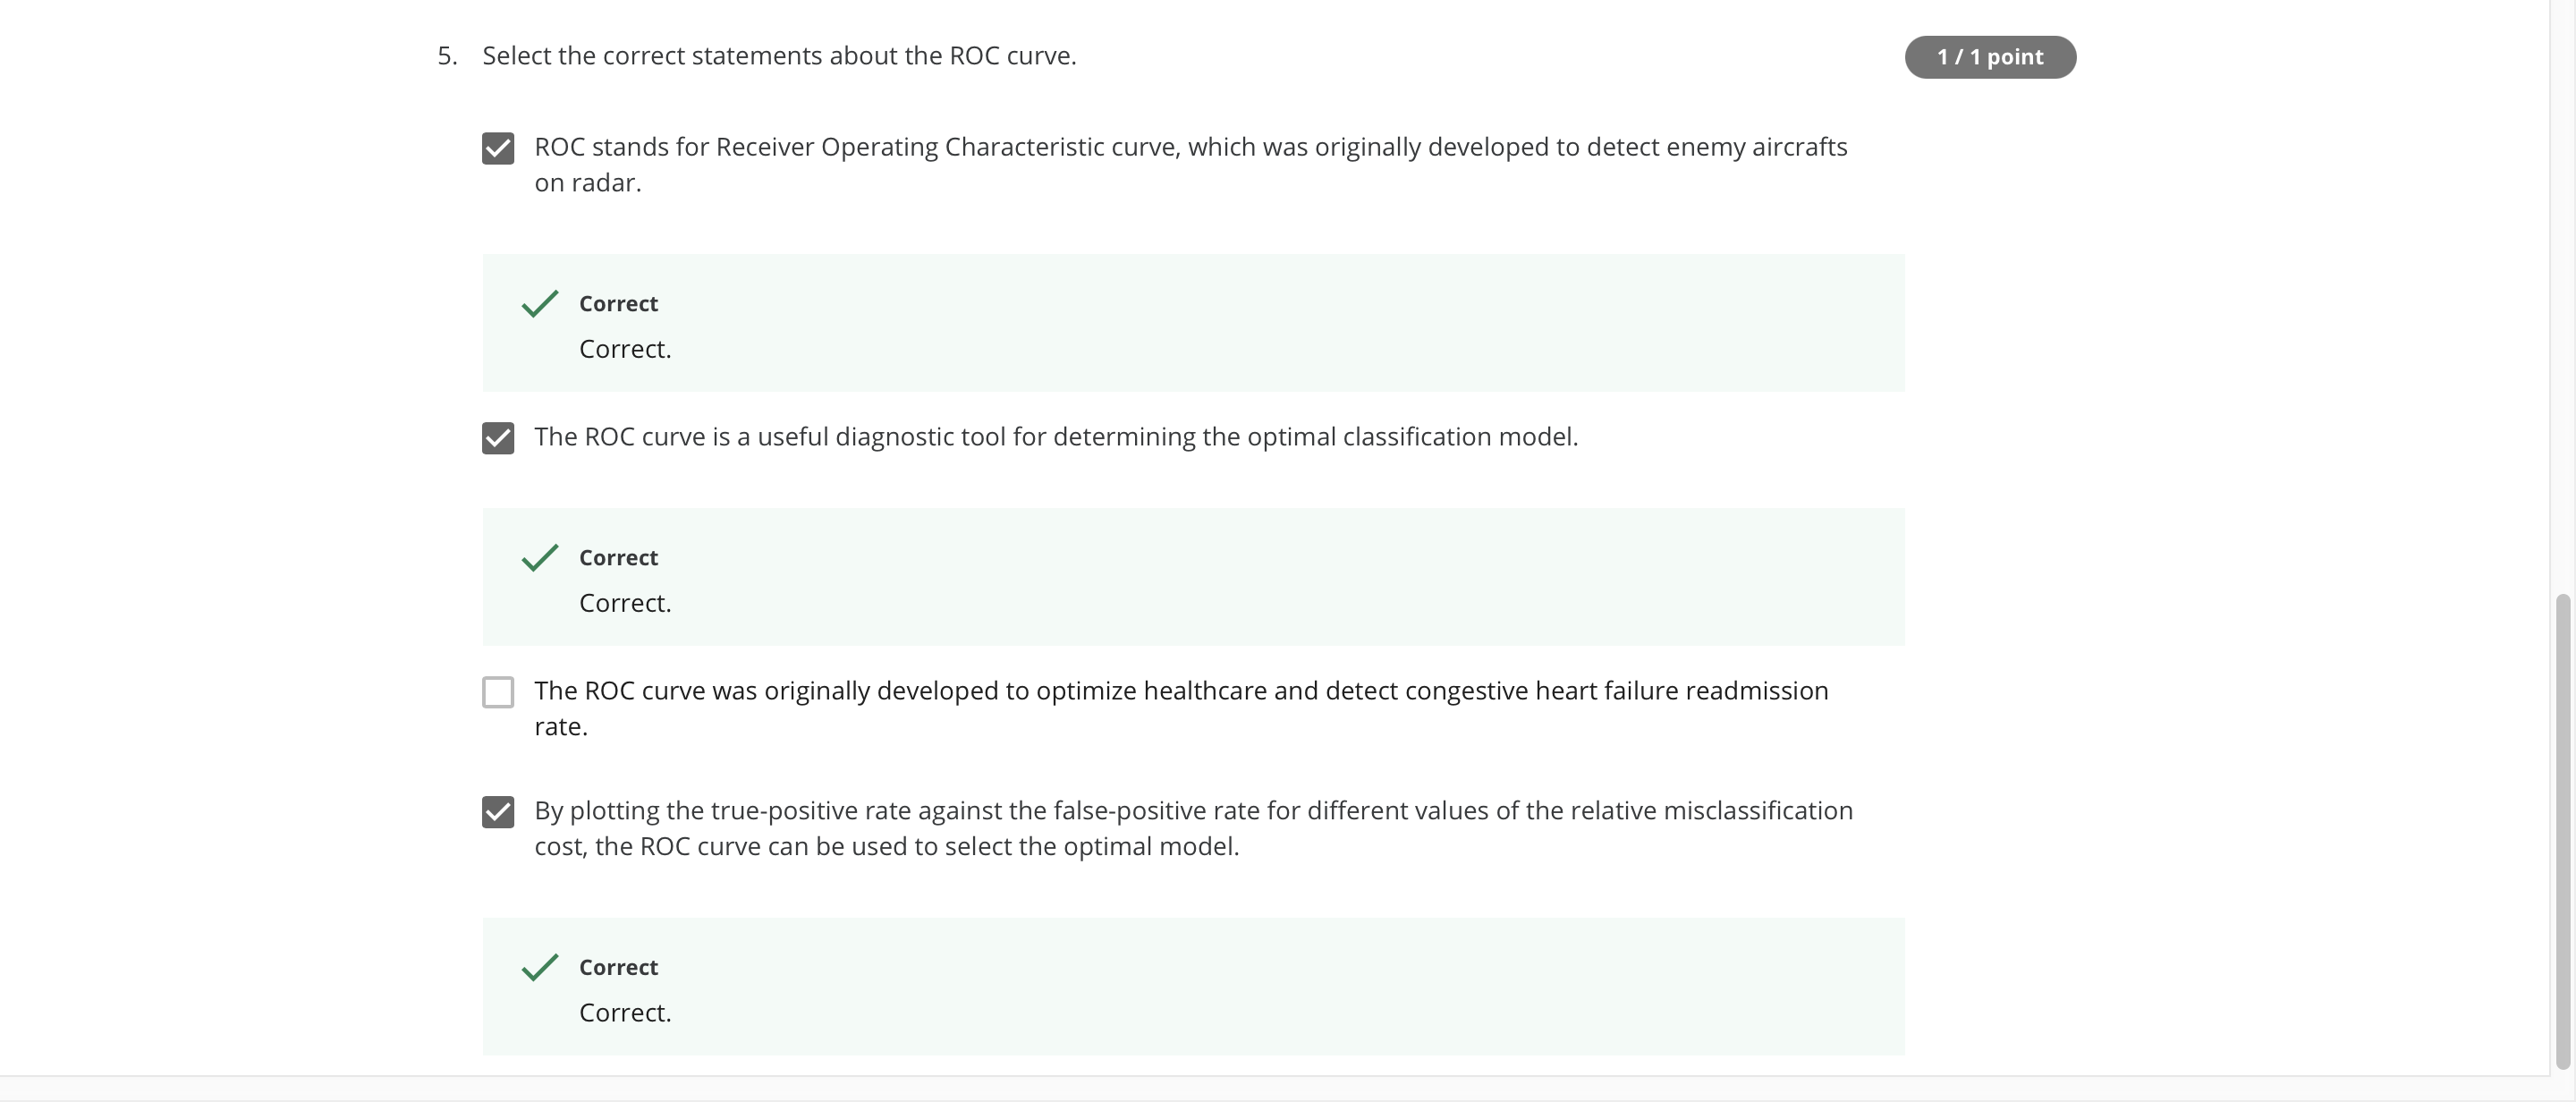 5. Select the correct statements about the ROC curve.
1 / 1 point
ROC stands for Receiver Operating Characteristic curve, which was originally developed to detect enemy aircrafts
on radar.
Correct
Correct.
The ROC curve is a useful diagnostic tool for determining the optimal classification model.
Correct
Correct.
The ROC curve was originally developed to optimize healthcare and detect congestive heart failure readmission
rate.
By plotting the true-positive rate against the false-positive rate for different values of the relative misclassification
cost, the ROC curve can be used to select the optimal model.
Correct
Correct.